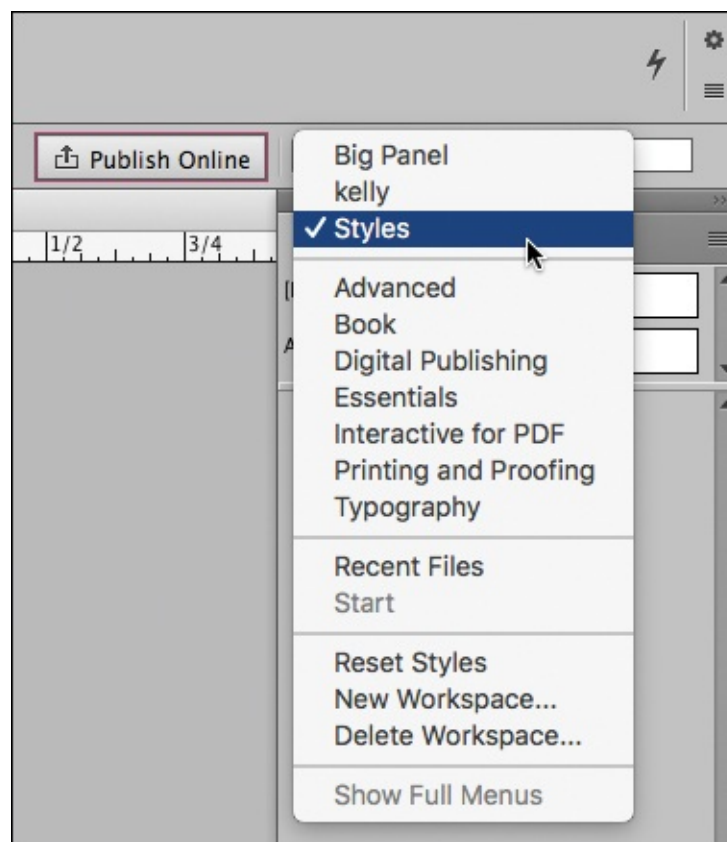 Publish Online
Big Panel
kelly
✓ Styles
1/2
3/4
Advanced
Book
Digital Publishing
Essentials
Interactive for PDF
Printing and Proofing
Typography
Recent Files
Start
Reset Styles
New Workspace...
Delete Workspace...
Show Full Menus